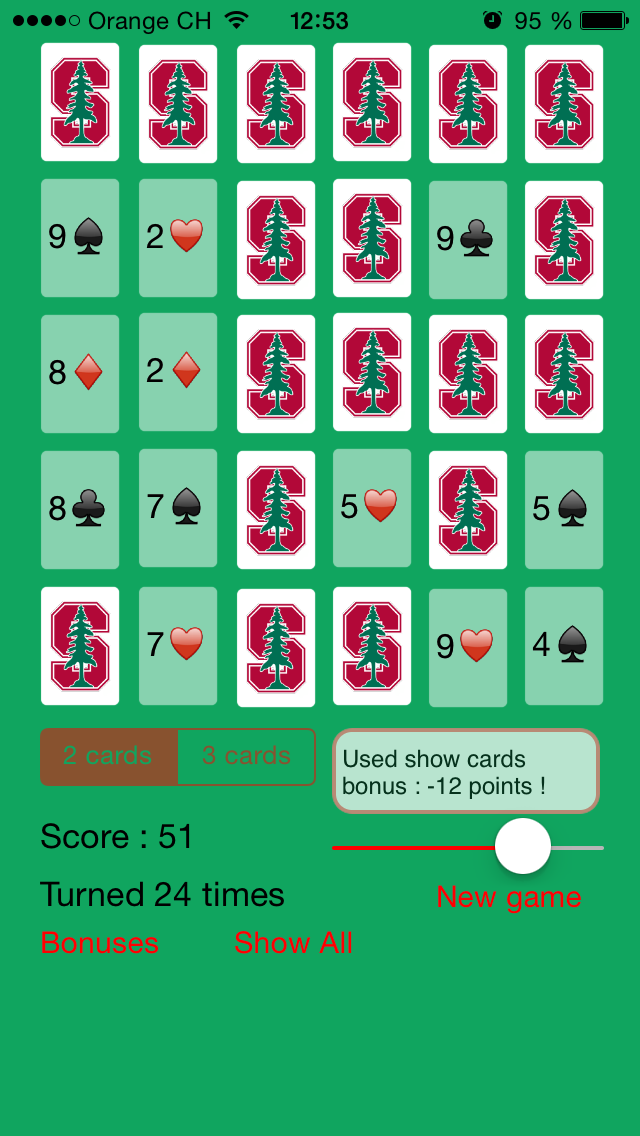 Orange CH 12:53 95 %
9♠ 2♥ 9♣
8♦ 2♦
8♣ 7♠ 5♥ 5♠
7♥ 9♥ 4♠
2 cards 3 cards
Used show cards
bonus : -12 points !
Score : 51
Turned 24 times
New game
Bonuses Show All